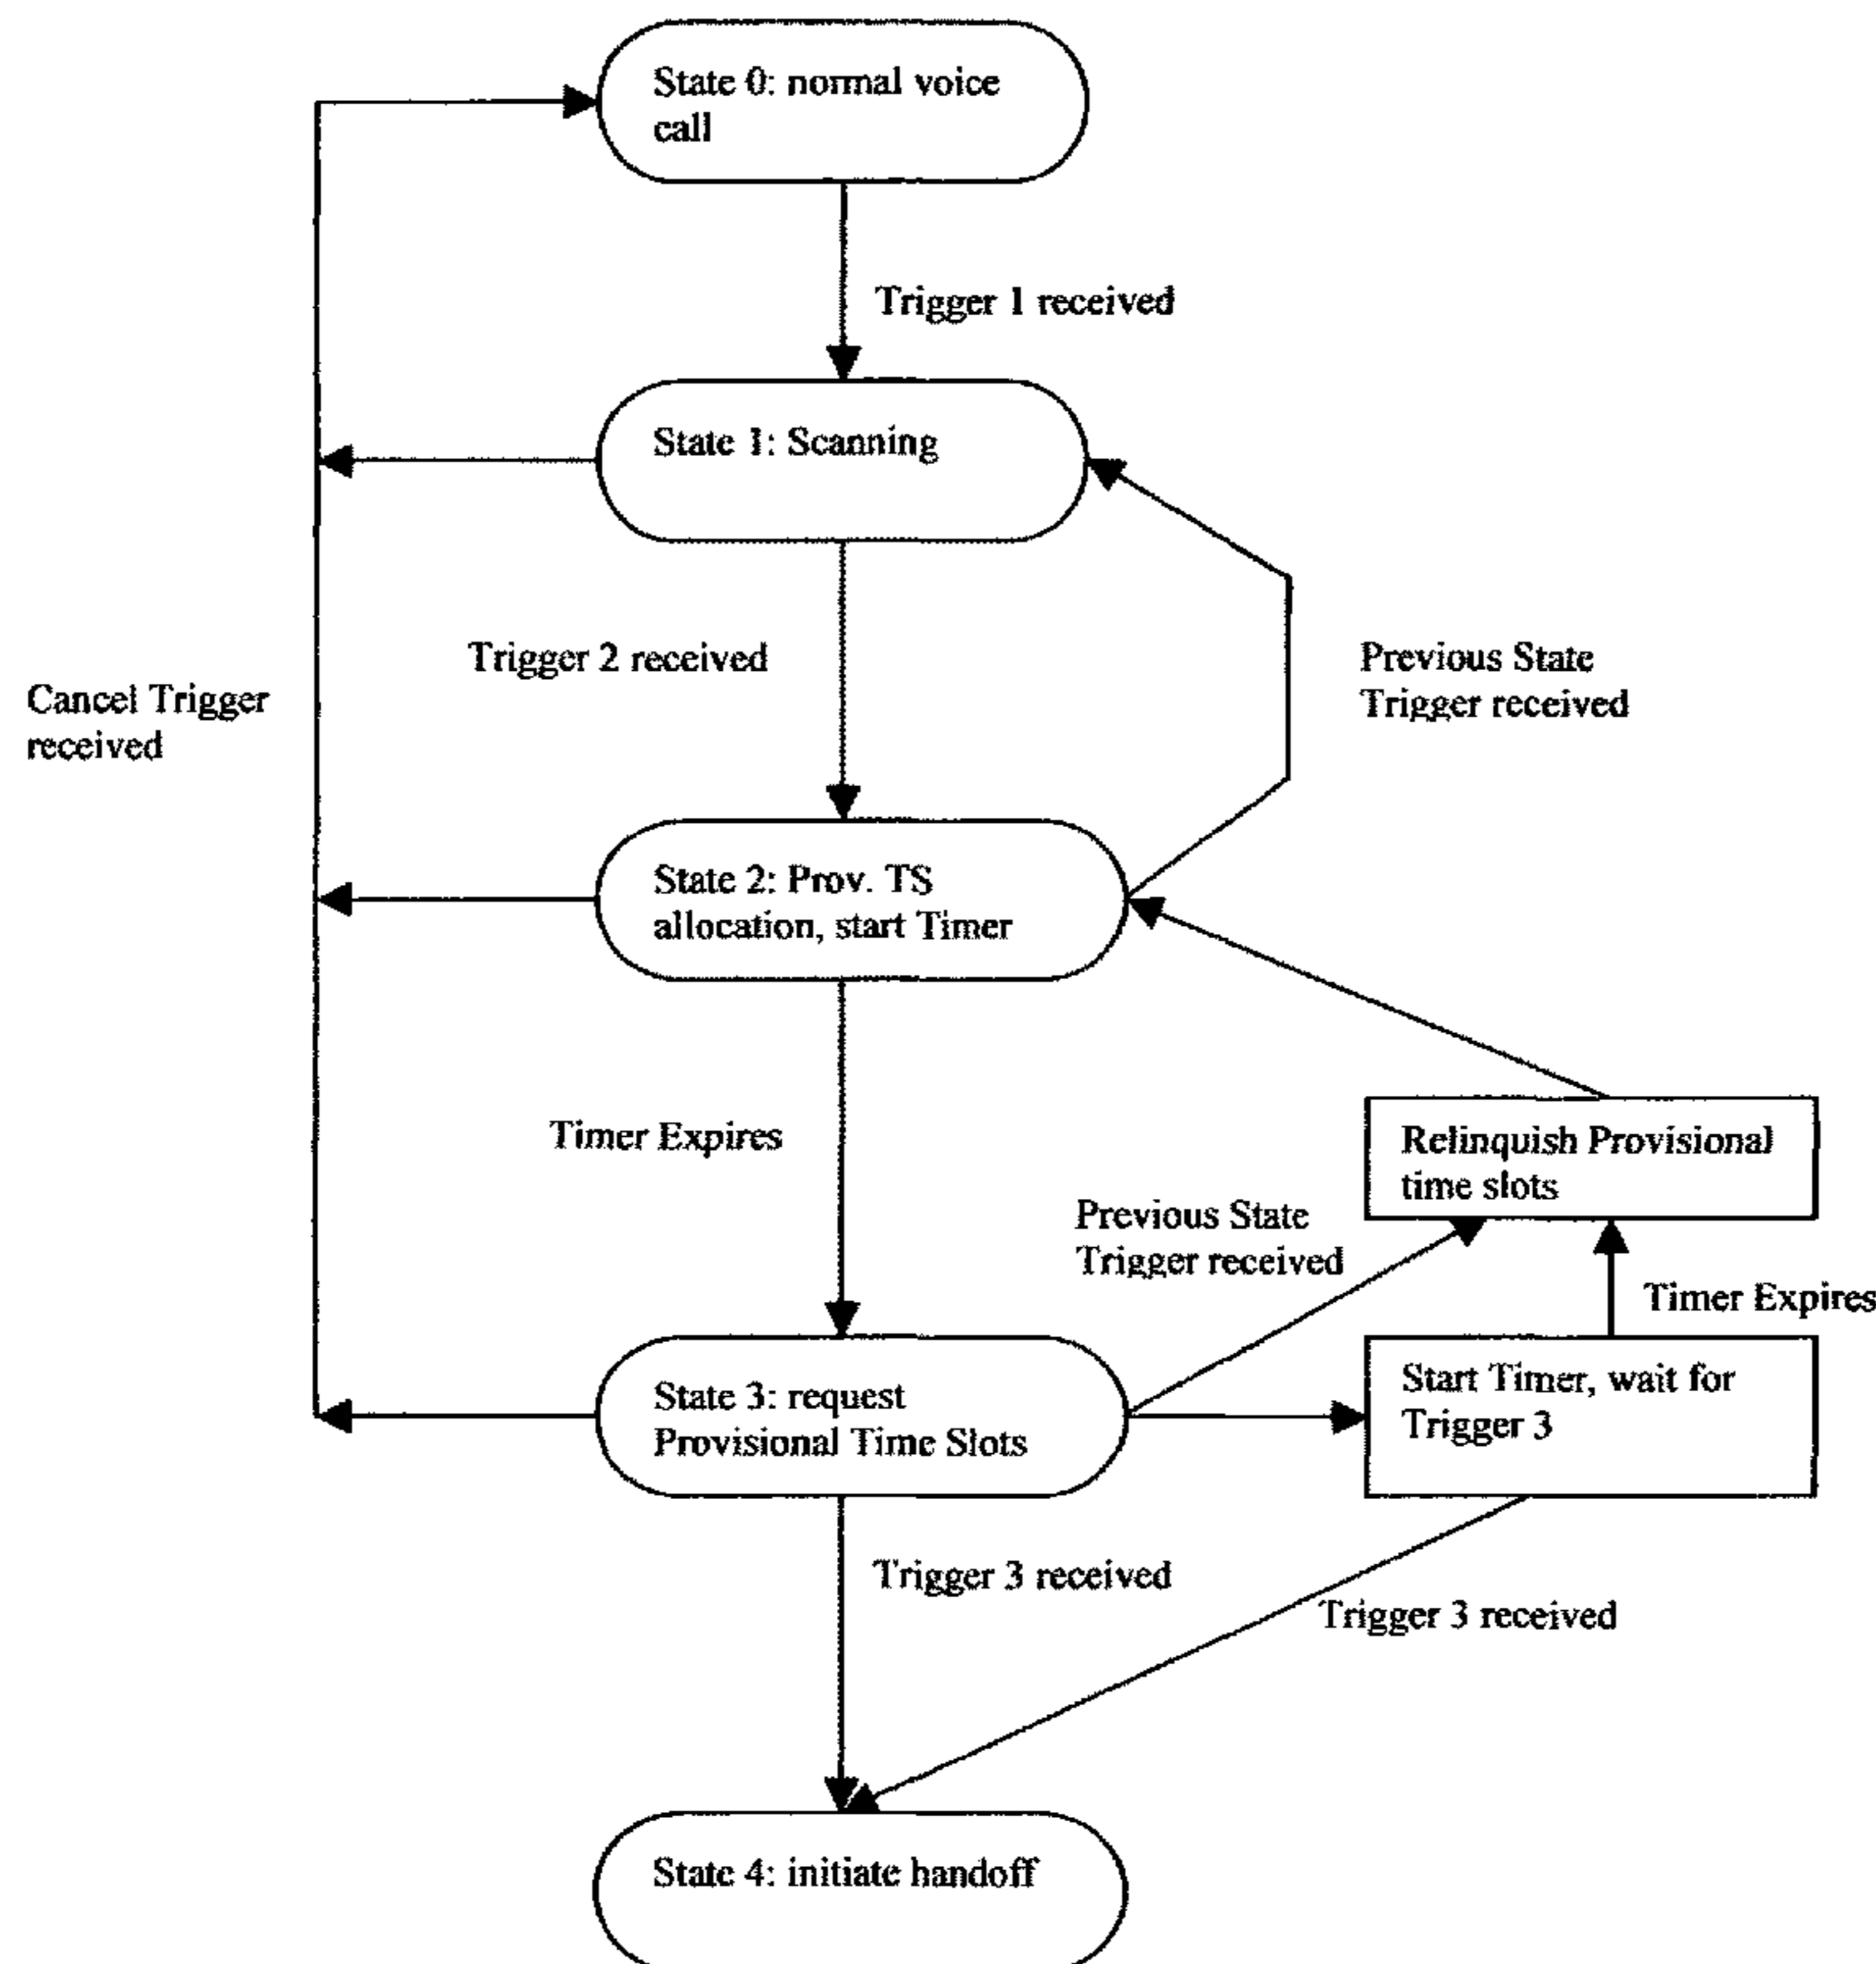 State 0: normal voice
call
Trigger 1 received
State 1: Scanning
Trigger 2 received
Previous State
Trigger received
Cancel Trigger
received
State 2: Prov. TS
allocation, start Timer
Timer Expires
Relinquish Provisional
time slots
Previous State
Trigger received
Timer Expires
State 3: request
Provisional Time Slots
Start Timer, wait for
Trigger 3
Trigger 3 received
Trigger 3 received
State 4: initiate handoff